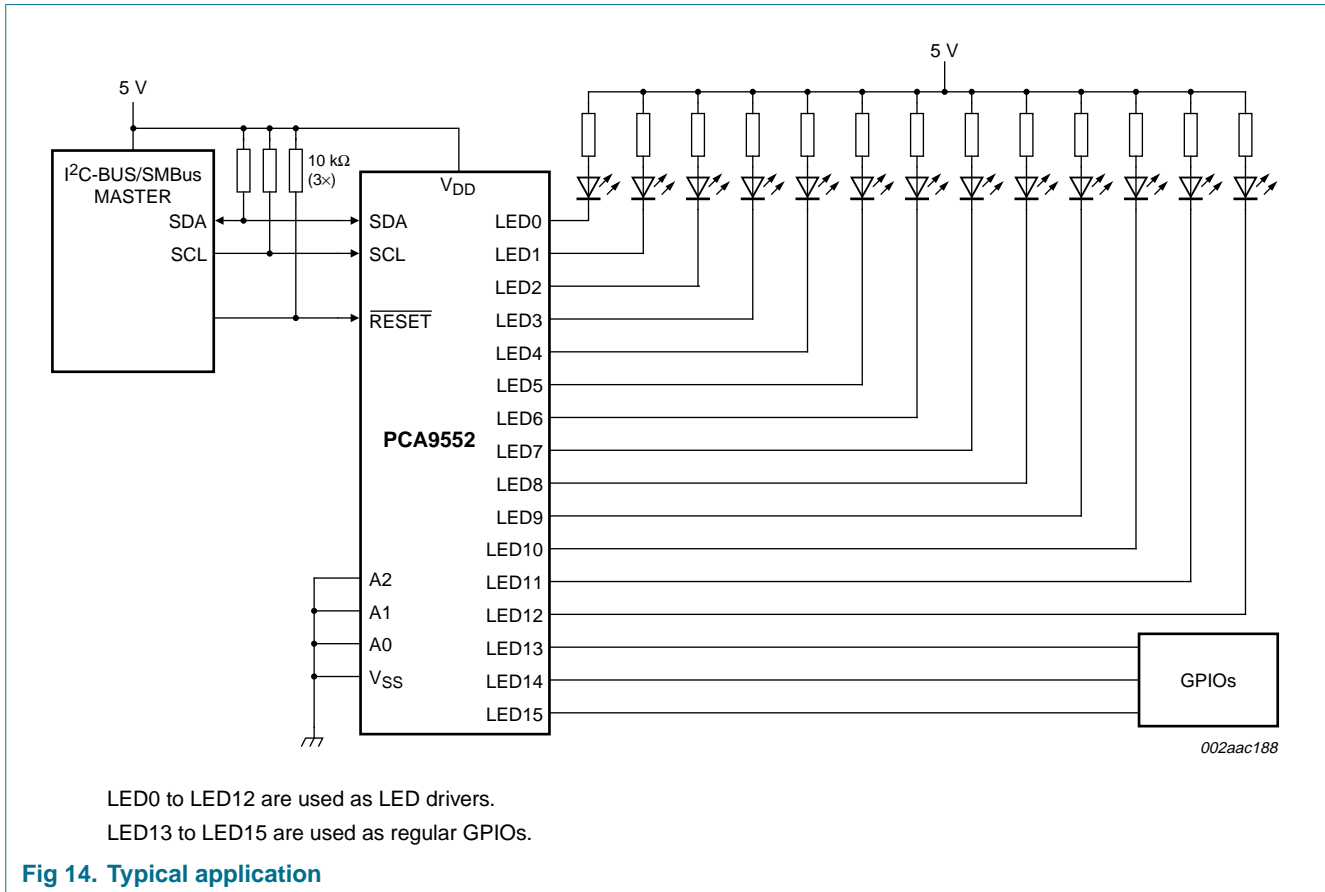 5 V
5 V
I²C-BUS/SMBus
MASTER
10 kΩ
(3×)
VDD
SDA
SDA
LED0
SCL
SCL
LED1
LED2
RESET
LED3
LED4
LED5
LED6
PCA9552
LED7
LED8
LED9
LED10
A2
LED11
A1
LED12
A0
LED13
VSS
LED14
GPIOs
LED15
002aac188
LED0 to LED12 are used as LED drivers.
LED13 to LED15 are used as regular GPIOs.
Fig 14. Typical application